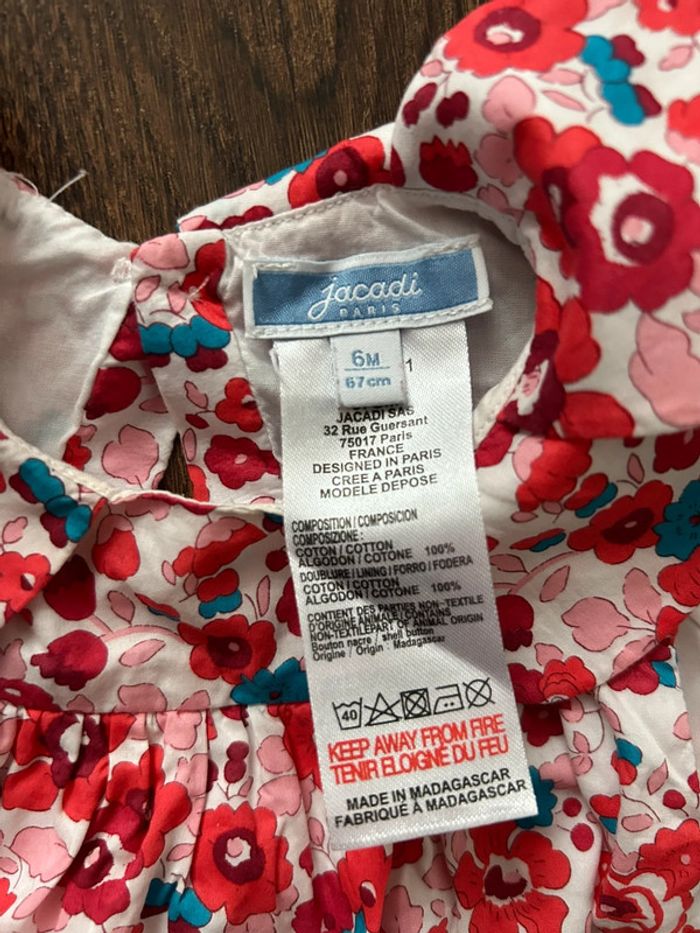 jacadi
PARIS
6M
67cm
1
JACADI SAS
32 Rue Guersant
75017 Paris
FRANCE
DESIGNED IN PARIS
CREE A PARIS
MODELE DEPOSE
COMPOSITION / COMPOSICION
COMPOSIZIONE :
COTON / COTTON
ALGODON / COTONE 100%
DOUBLURE / LINING / FORRO / FODERA
COTON / COTTON
ALGODON / COTONE 100%
CONTIENT DES PARTIES NON-TEXTILE
D'ORIGINE ANIMALE / CONTAINS
NON-TEXTILEPART OF ANIMAL ORIGIN
Bouton nacre / shell button
Origine / Origin : Madagascar
40
KEEP AWAY FROM FIRE
TENIR ELOIGNÉ DU FEU
MADE IN MADAGASCAR
FABRIQUÉ A MADAGASCAR